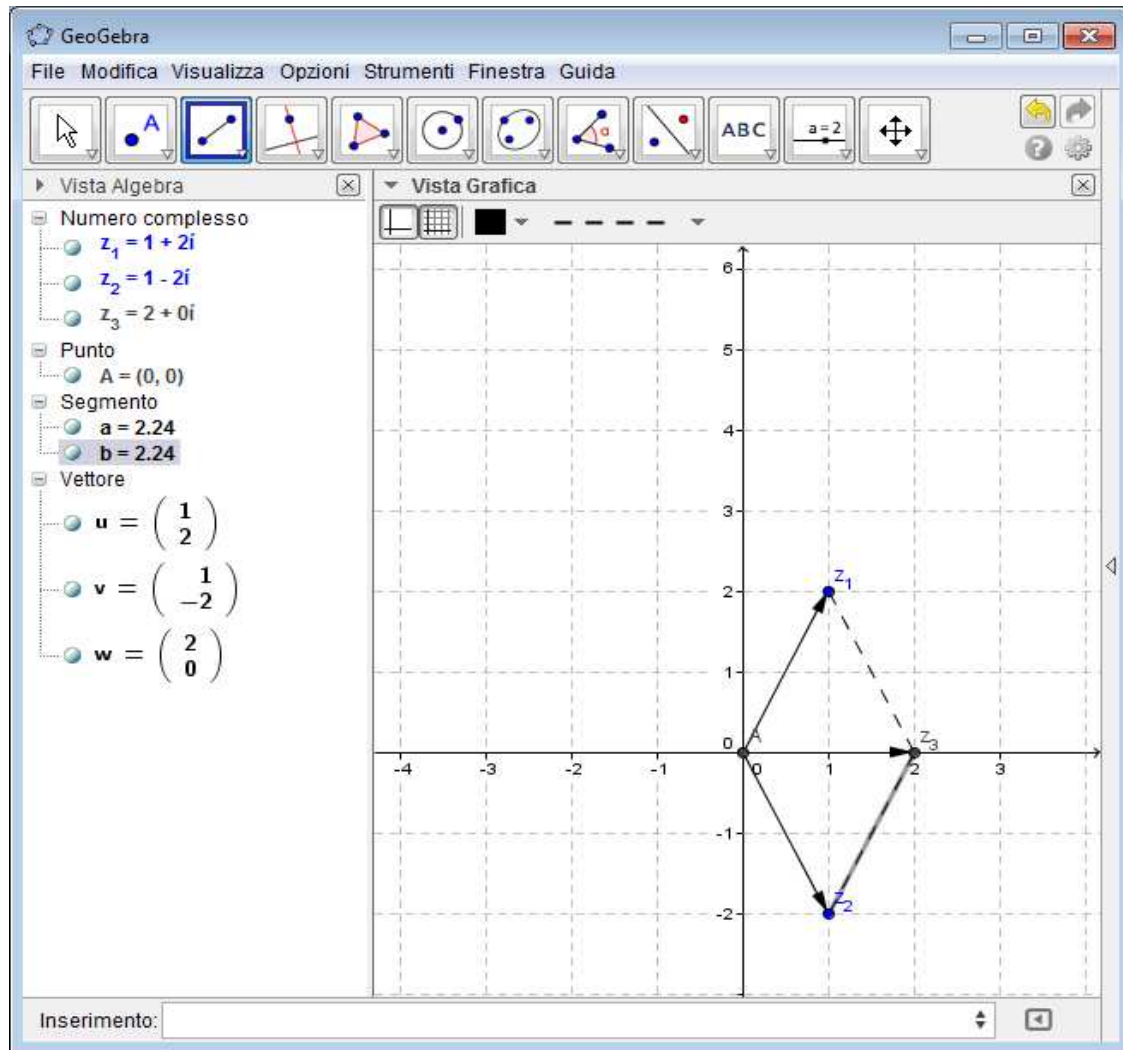 GeoGebra
File Modifica Visualizza Opzioni Strumenti Finestra Guida
A
α
ABC
a = 2
Vista Algebra
Numero complesso
z₁ = 1 + 2í
z₂ = 1 - 2í
z₃ = 2 + 0í
Punto
A = (0, 0)
Segmento
a = 2.24
b = 2.24
Vettore
u = ( 1
2 )
v = ( 1
−2 )
w = ( 2
0 )
Vista Grafica
6
5
4
3
2
z₁
1
0 A z₃
-4 -3 -2 -1 0 1 2 3
-1
-2
z₂
Inserimento: